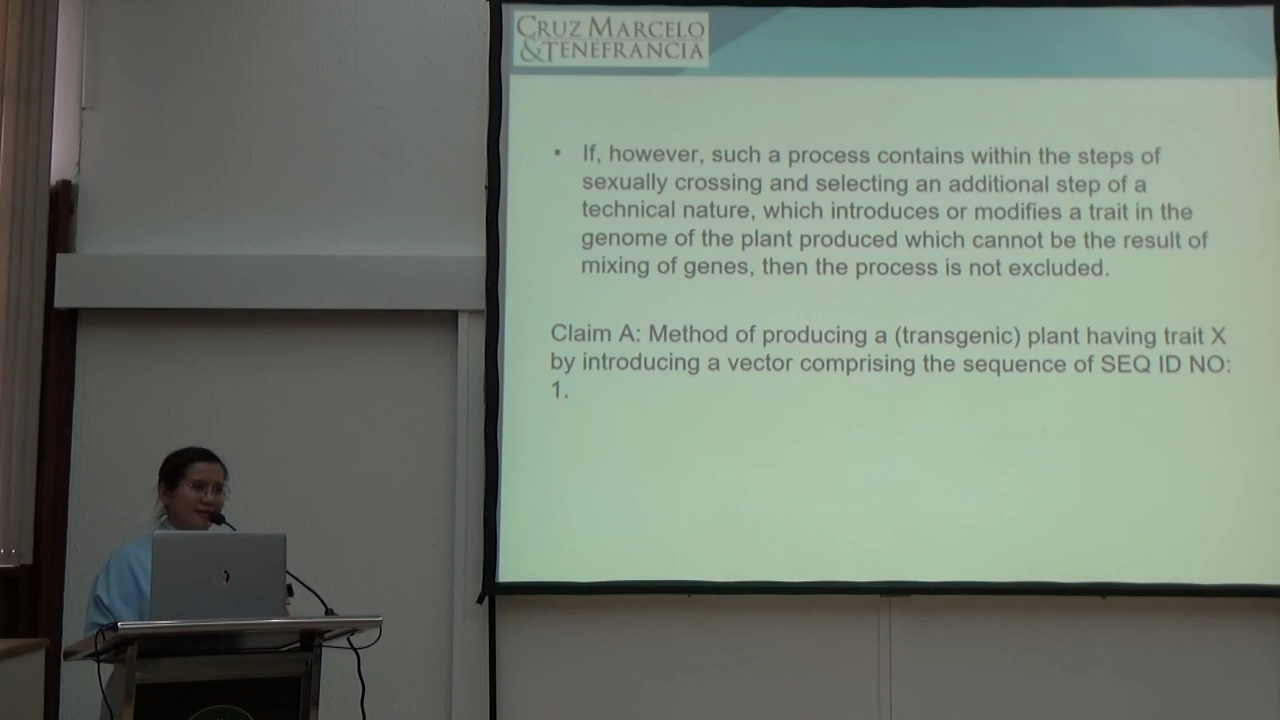 CRUZ MARCELO
&TENEFRANCIA
• If, however, such a process contains within the steps of
sexually crossing and selecting an additional step of a
technical nature, which introduces or modifies a trait in the
genome of the plant produced which cannot be the result of
mixing of genes, then the process is not excluded.
Claim A: Method of producing a (transgenic) plant having trait X
by introducing a vector comprising the sequence of SEQ ID NO:
1.